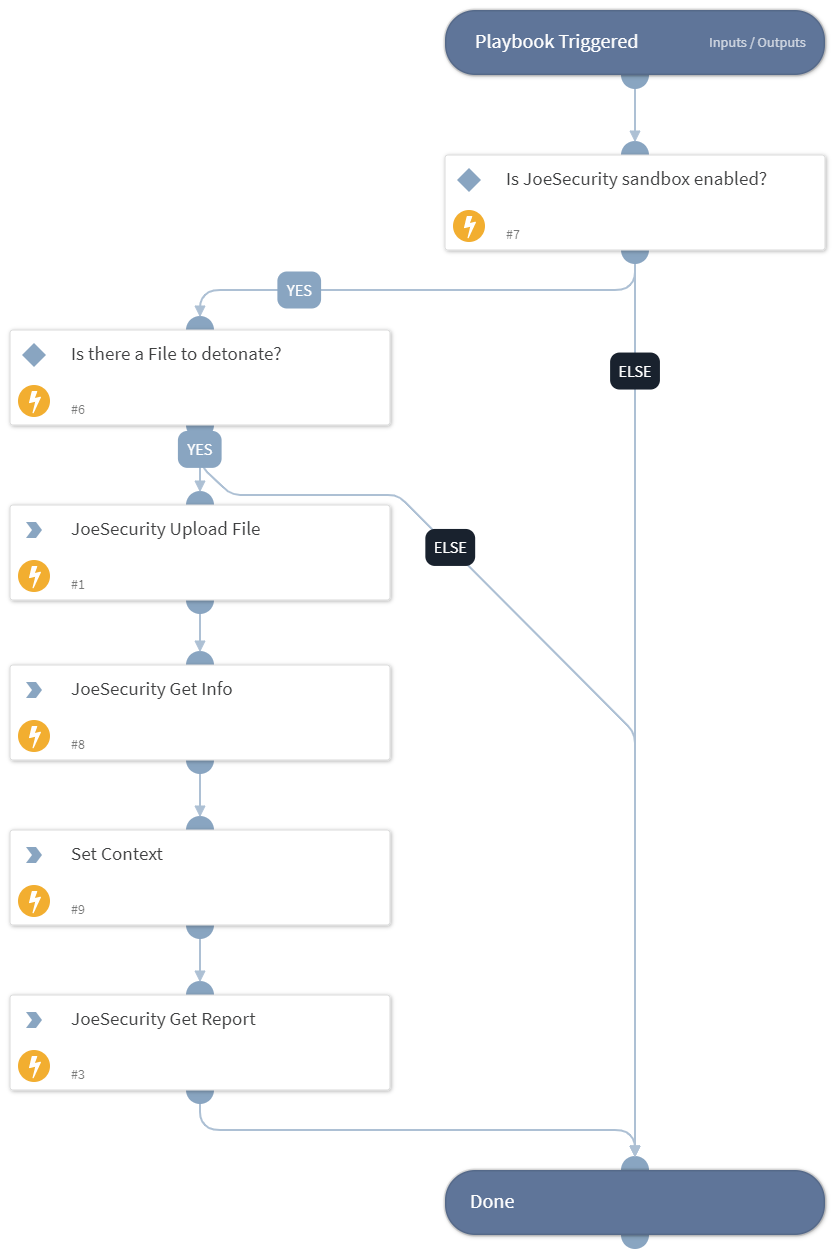 Playbook Triggered
Inputs / Outputs
Is JoeSecurity sandbox enabled?
#7
YES
Is there a File to detonate?
ELSE
#6
YES
JoeSecurity Upload File
ELSE
#1
JoeSecurity Get Info
#8
Set Context
#9
JoeSecurity Get Report
#3
Done